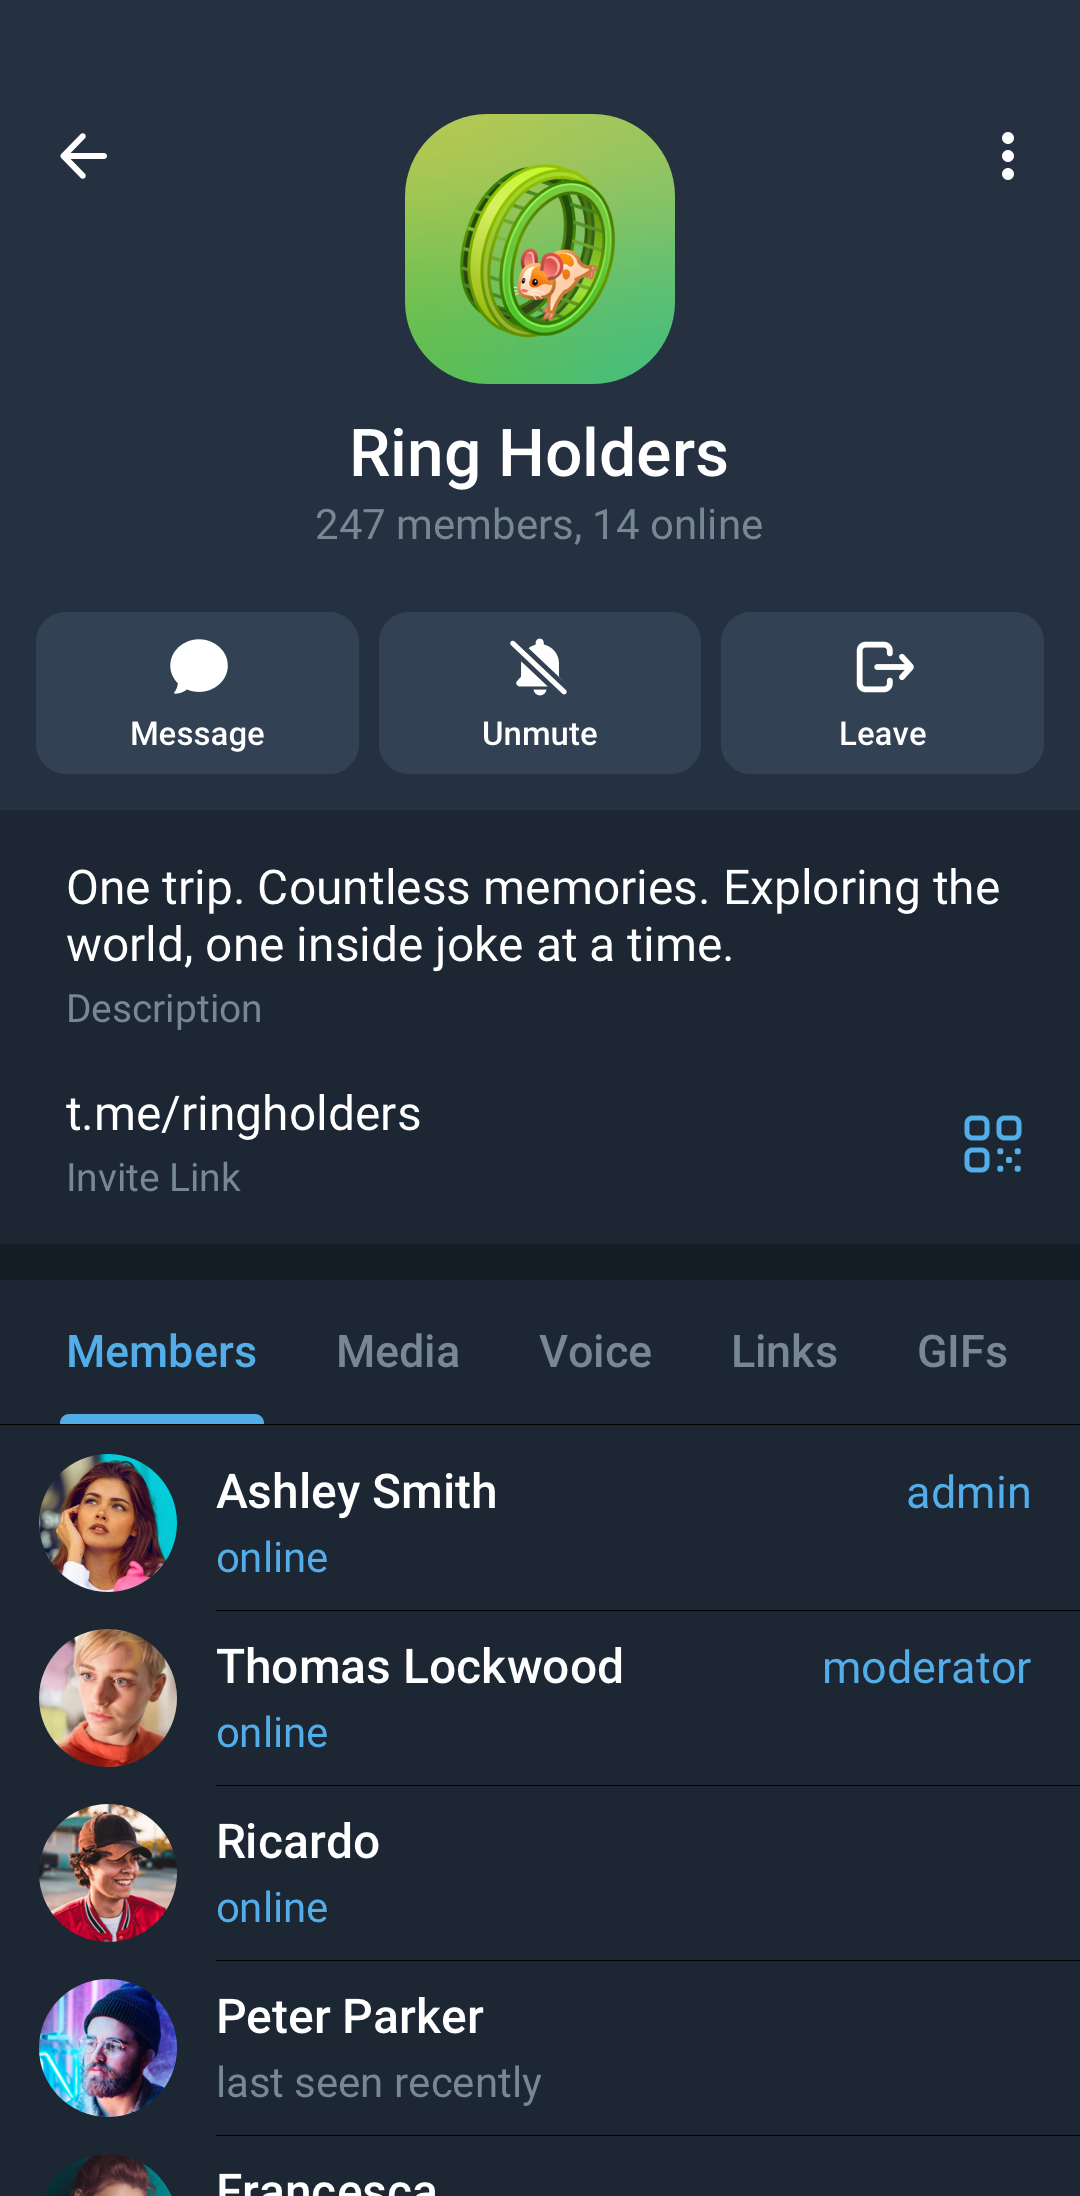 Ring Holders
247 members, 14 online
Message
Unmute
Leave
One trip. Countless memories. Exploring the
world, one inside joke at a time.
Description
t.me/ringholders
Invite Link
Members
Media
Voice
Links
GIFs
Ashley Smith
admin
online
Thomas Lockwood
moderator
online
Ricardo
online
Peter Parker
last seen recently
Francesca